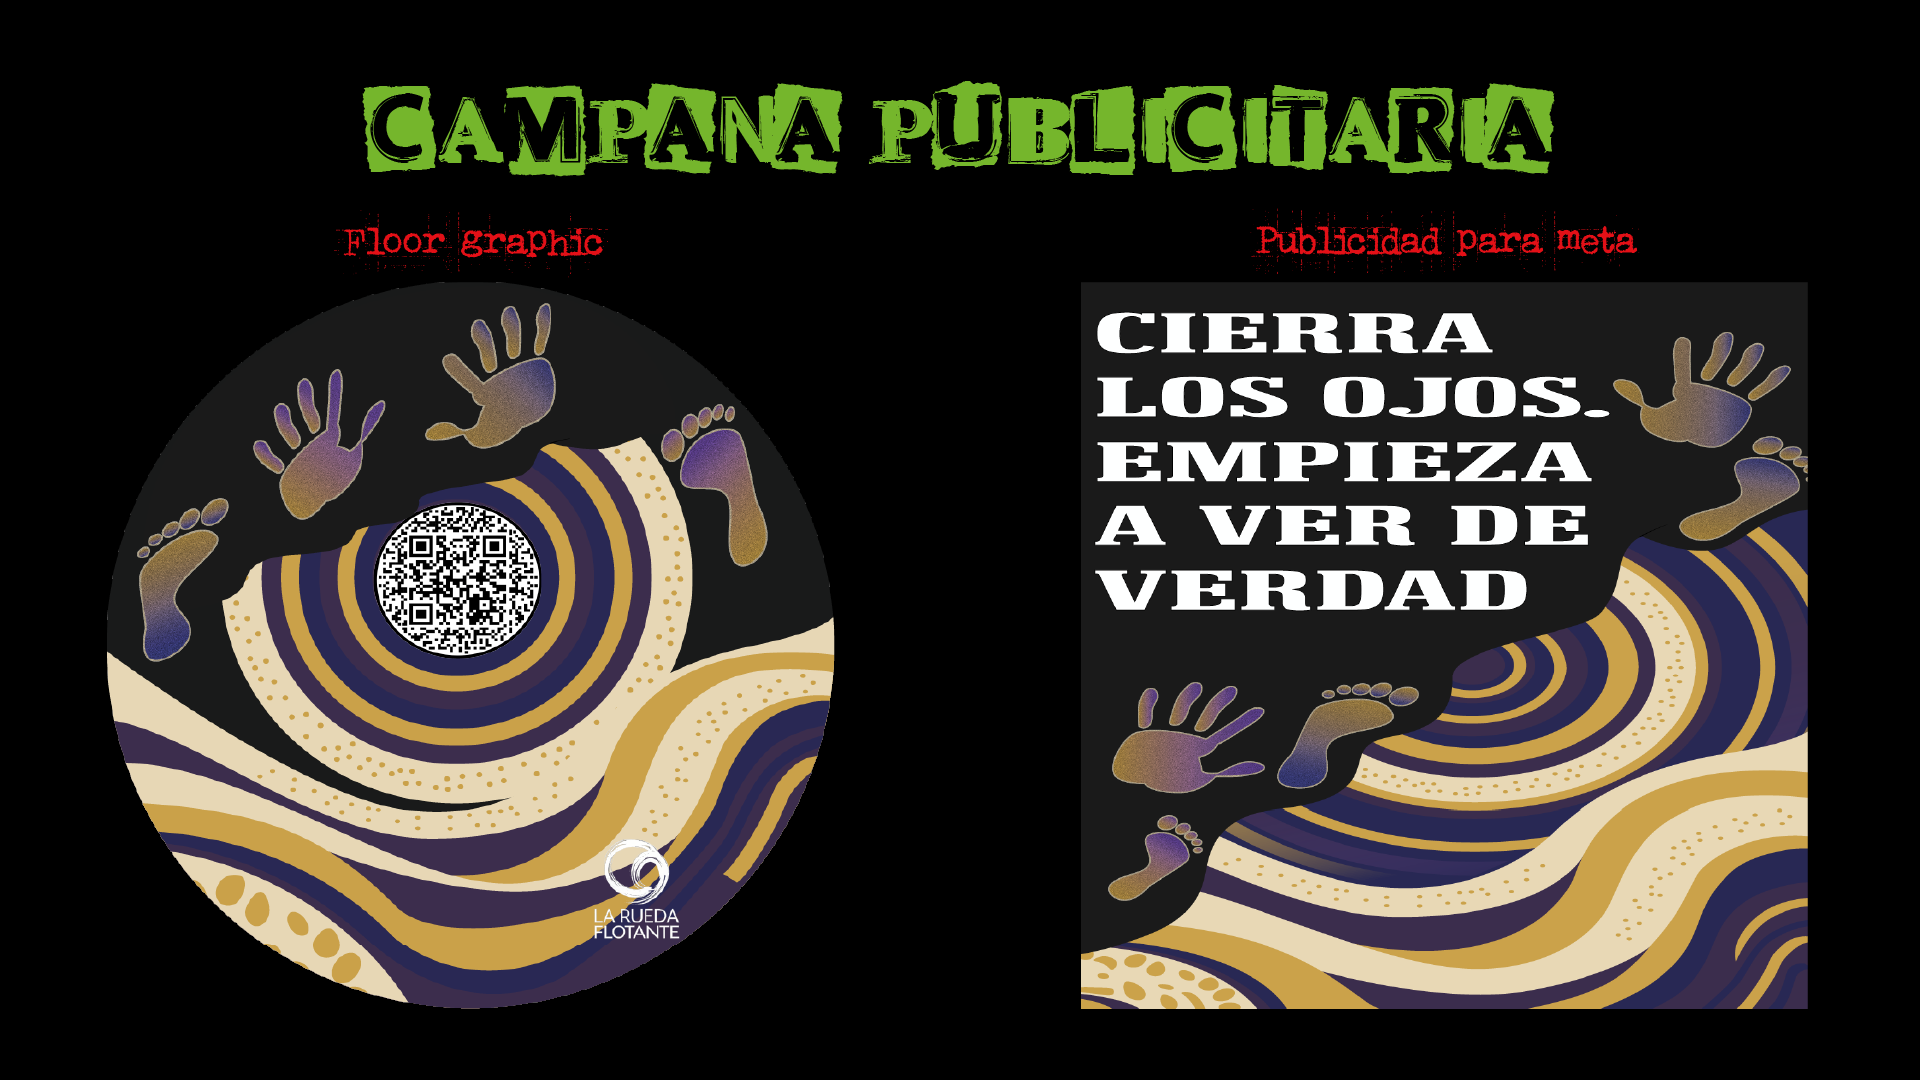 CAMPANA PUBLICITARIA
Floor graphic
Publicidad para meta
CIERRA
LOS OJOS.
EMPIEZA
A VER DE
VERDAD
LA RUEDA
FLOTANTE